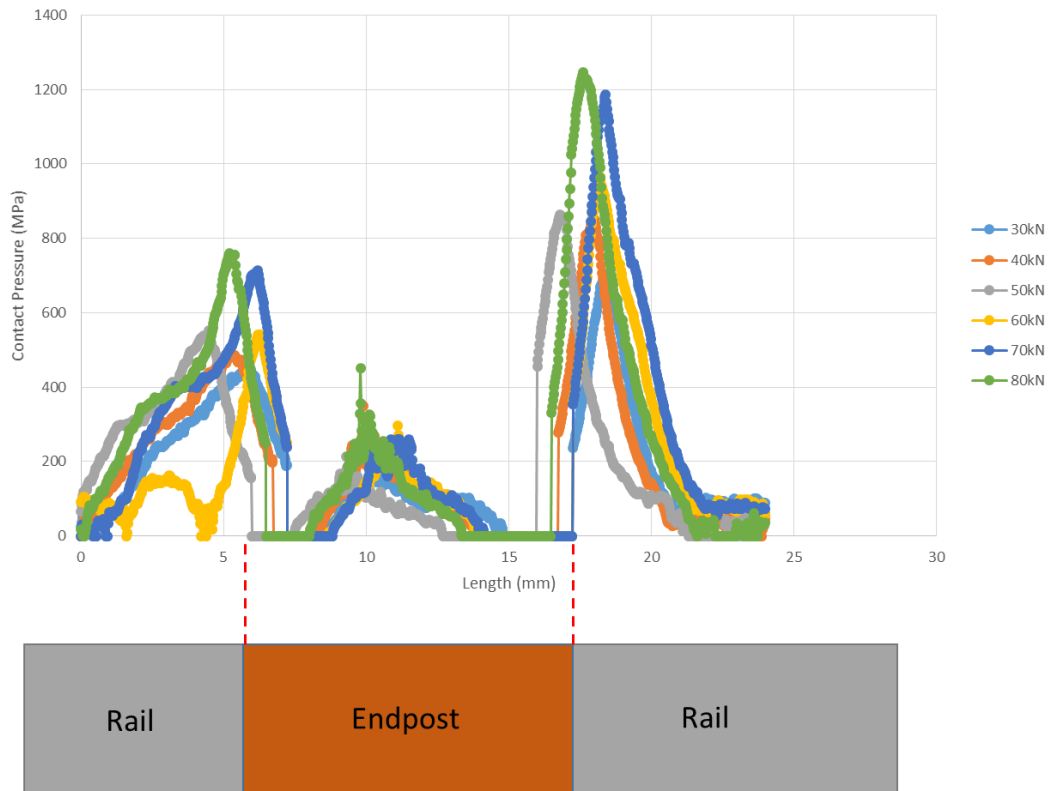 1400
1200
1000
800
600
400
200
0
Contact Pressure (MPa)
0 5 10 15 20 25 30
Length (mm)
30kN
40kN
50kN
60kN
70kN
80kN
Rail Endpost Rail